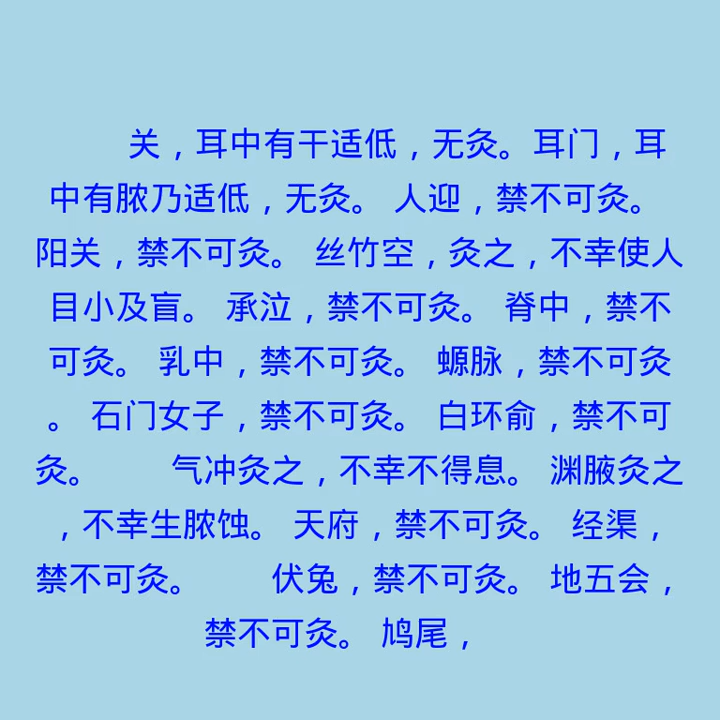 关，耳中有干适低，无灸。耳门，耳
中有脓乃适低，无灸。 人迎，禁不可灸。
阳关，禁不可灸。 丝竹空，灸之，不幸使人
目小及盲。 承泣，禁不可灸。 脊中，禁不
可灸。 乳中，禁不可灸。 螈脉，禁不可灸
。 石门女子，禁不可灸。 白环俞，禁不可
灸。 气冲灸之，不幸不得息。 渊腋灸之
，不幸生脓蚀。 天府，禁不可灸。 经渠，
禁不可灸。 伏兔，禁不可灸。 地五会，
禁不可灸。 鸠尾，